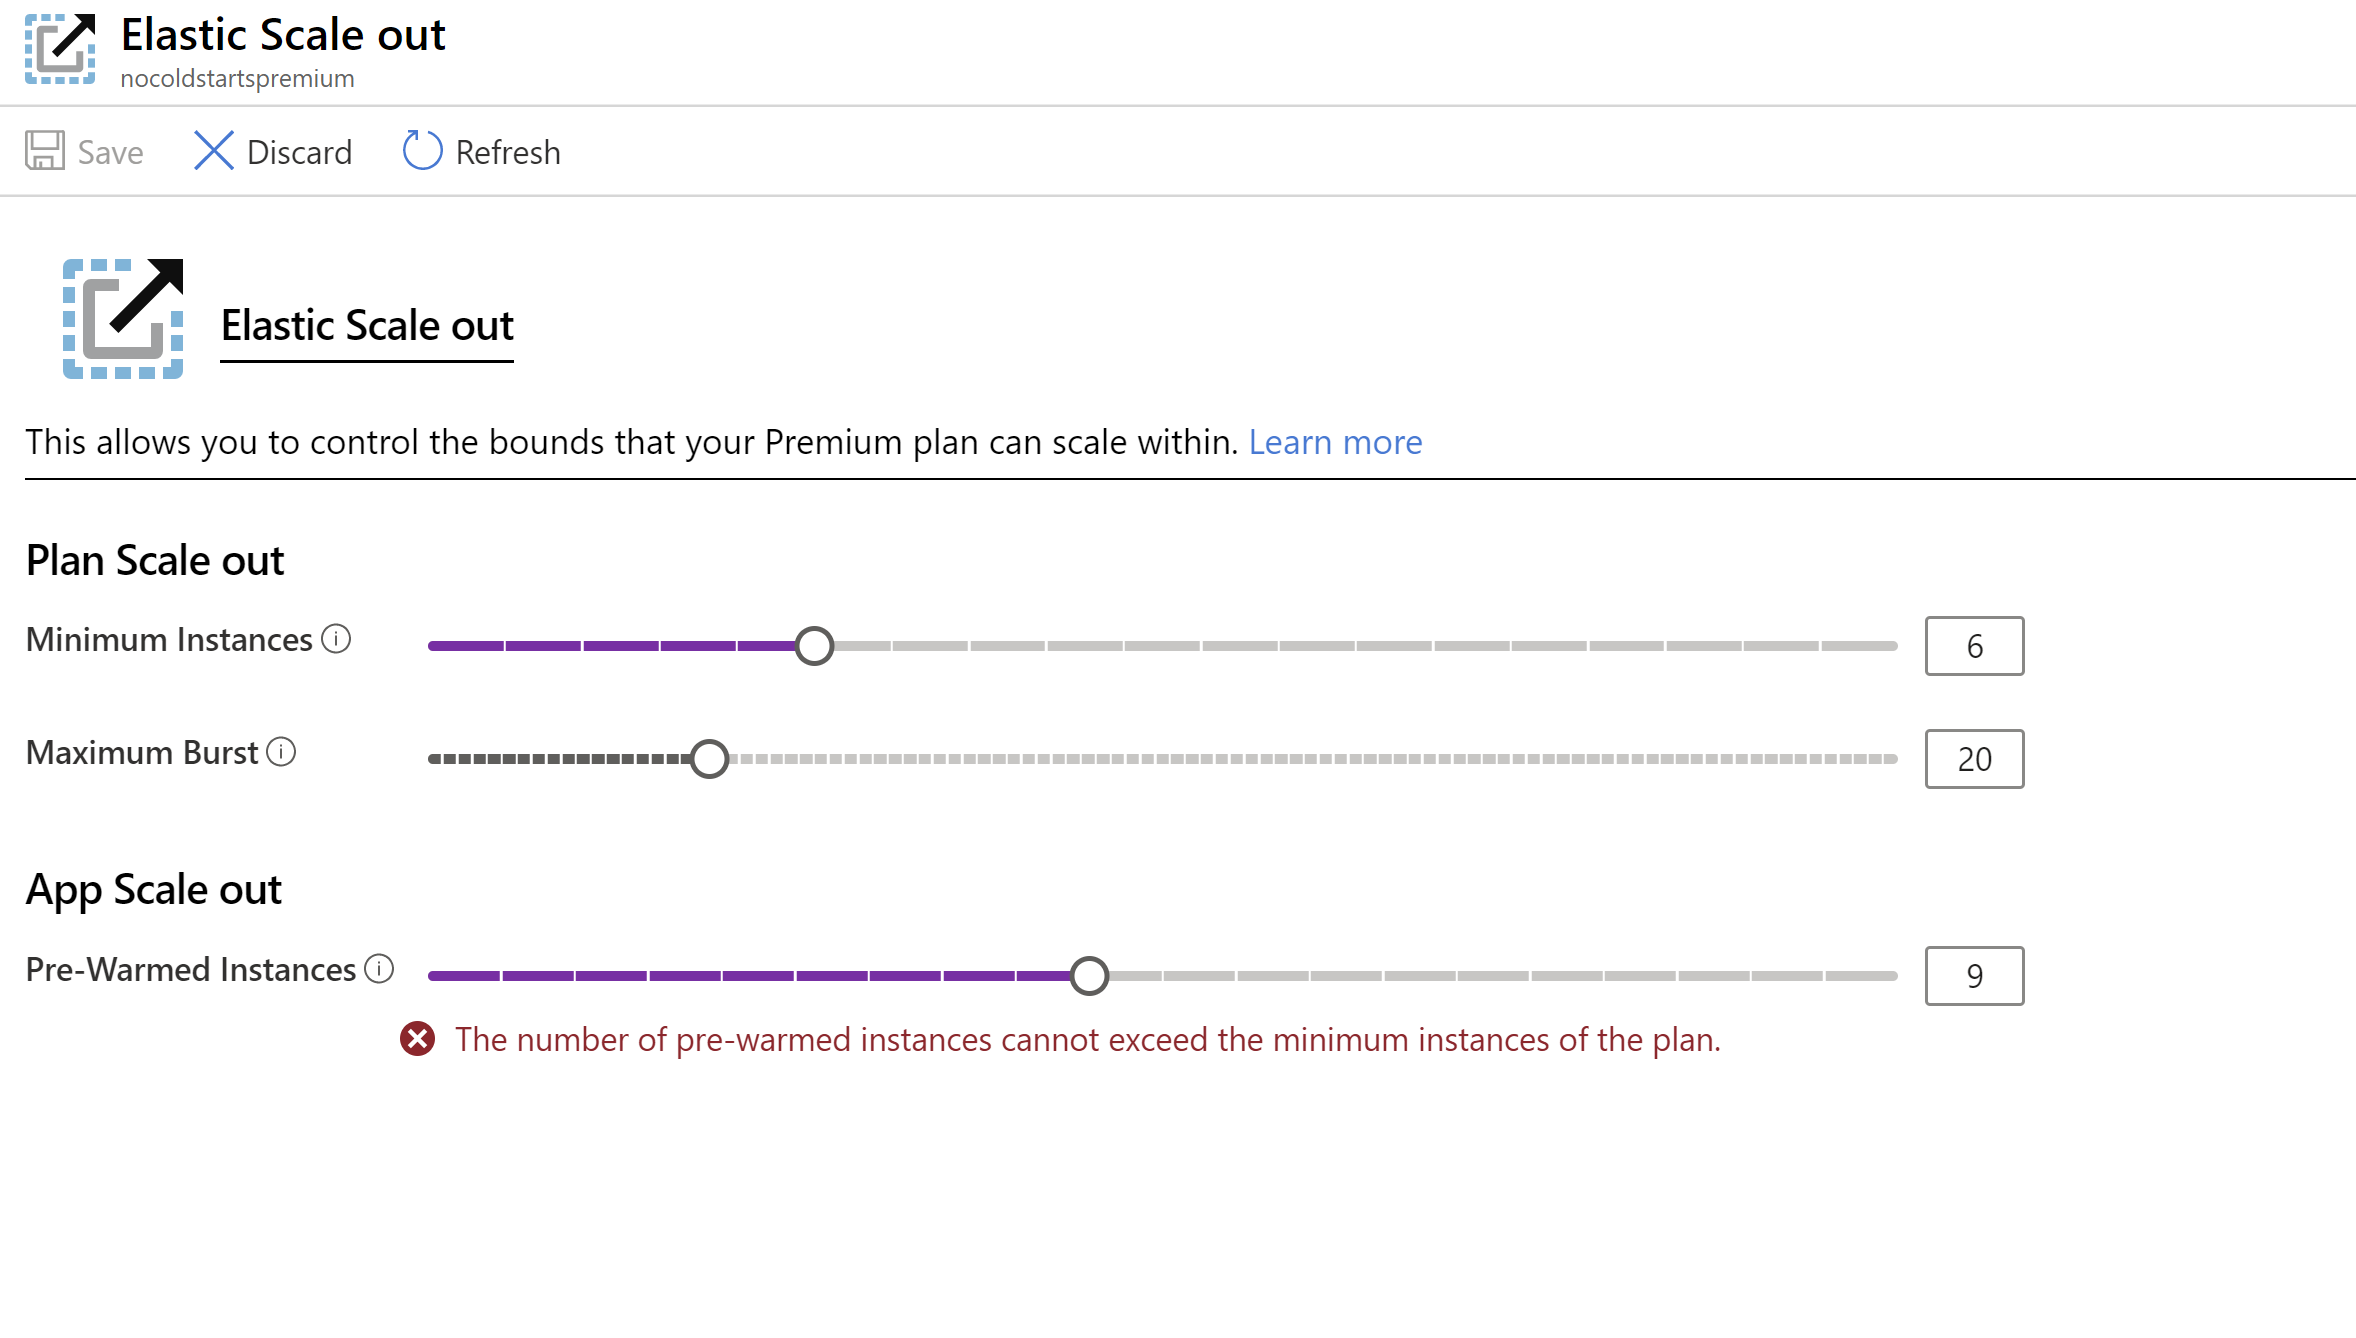 Elastic Scale out
nocoldstartspremium
Save Discard Refresh
Elastic Scale out
This allows you to control the bounds that your Premium plan can scale within. Learn more
Plan Scale out
Minimum Instances 6
Maximum Burst 20
App Scale out
Pre-Warmed Instances 9
The number of pre-warmed instances cannot exceed the minimum instances of the plan.